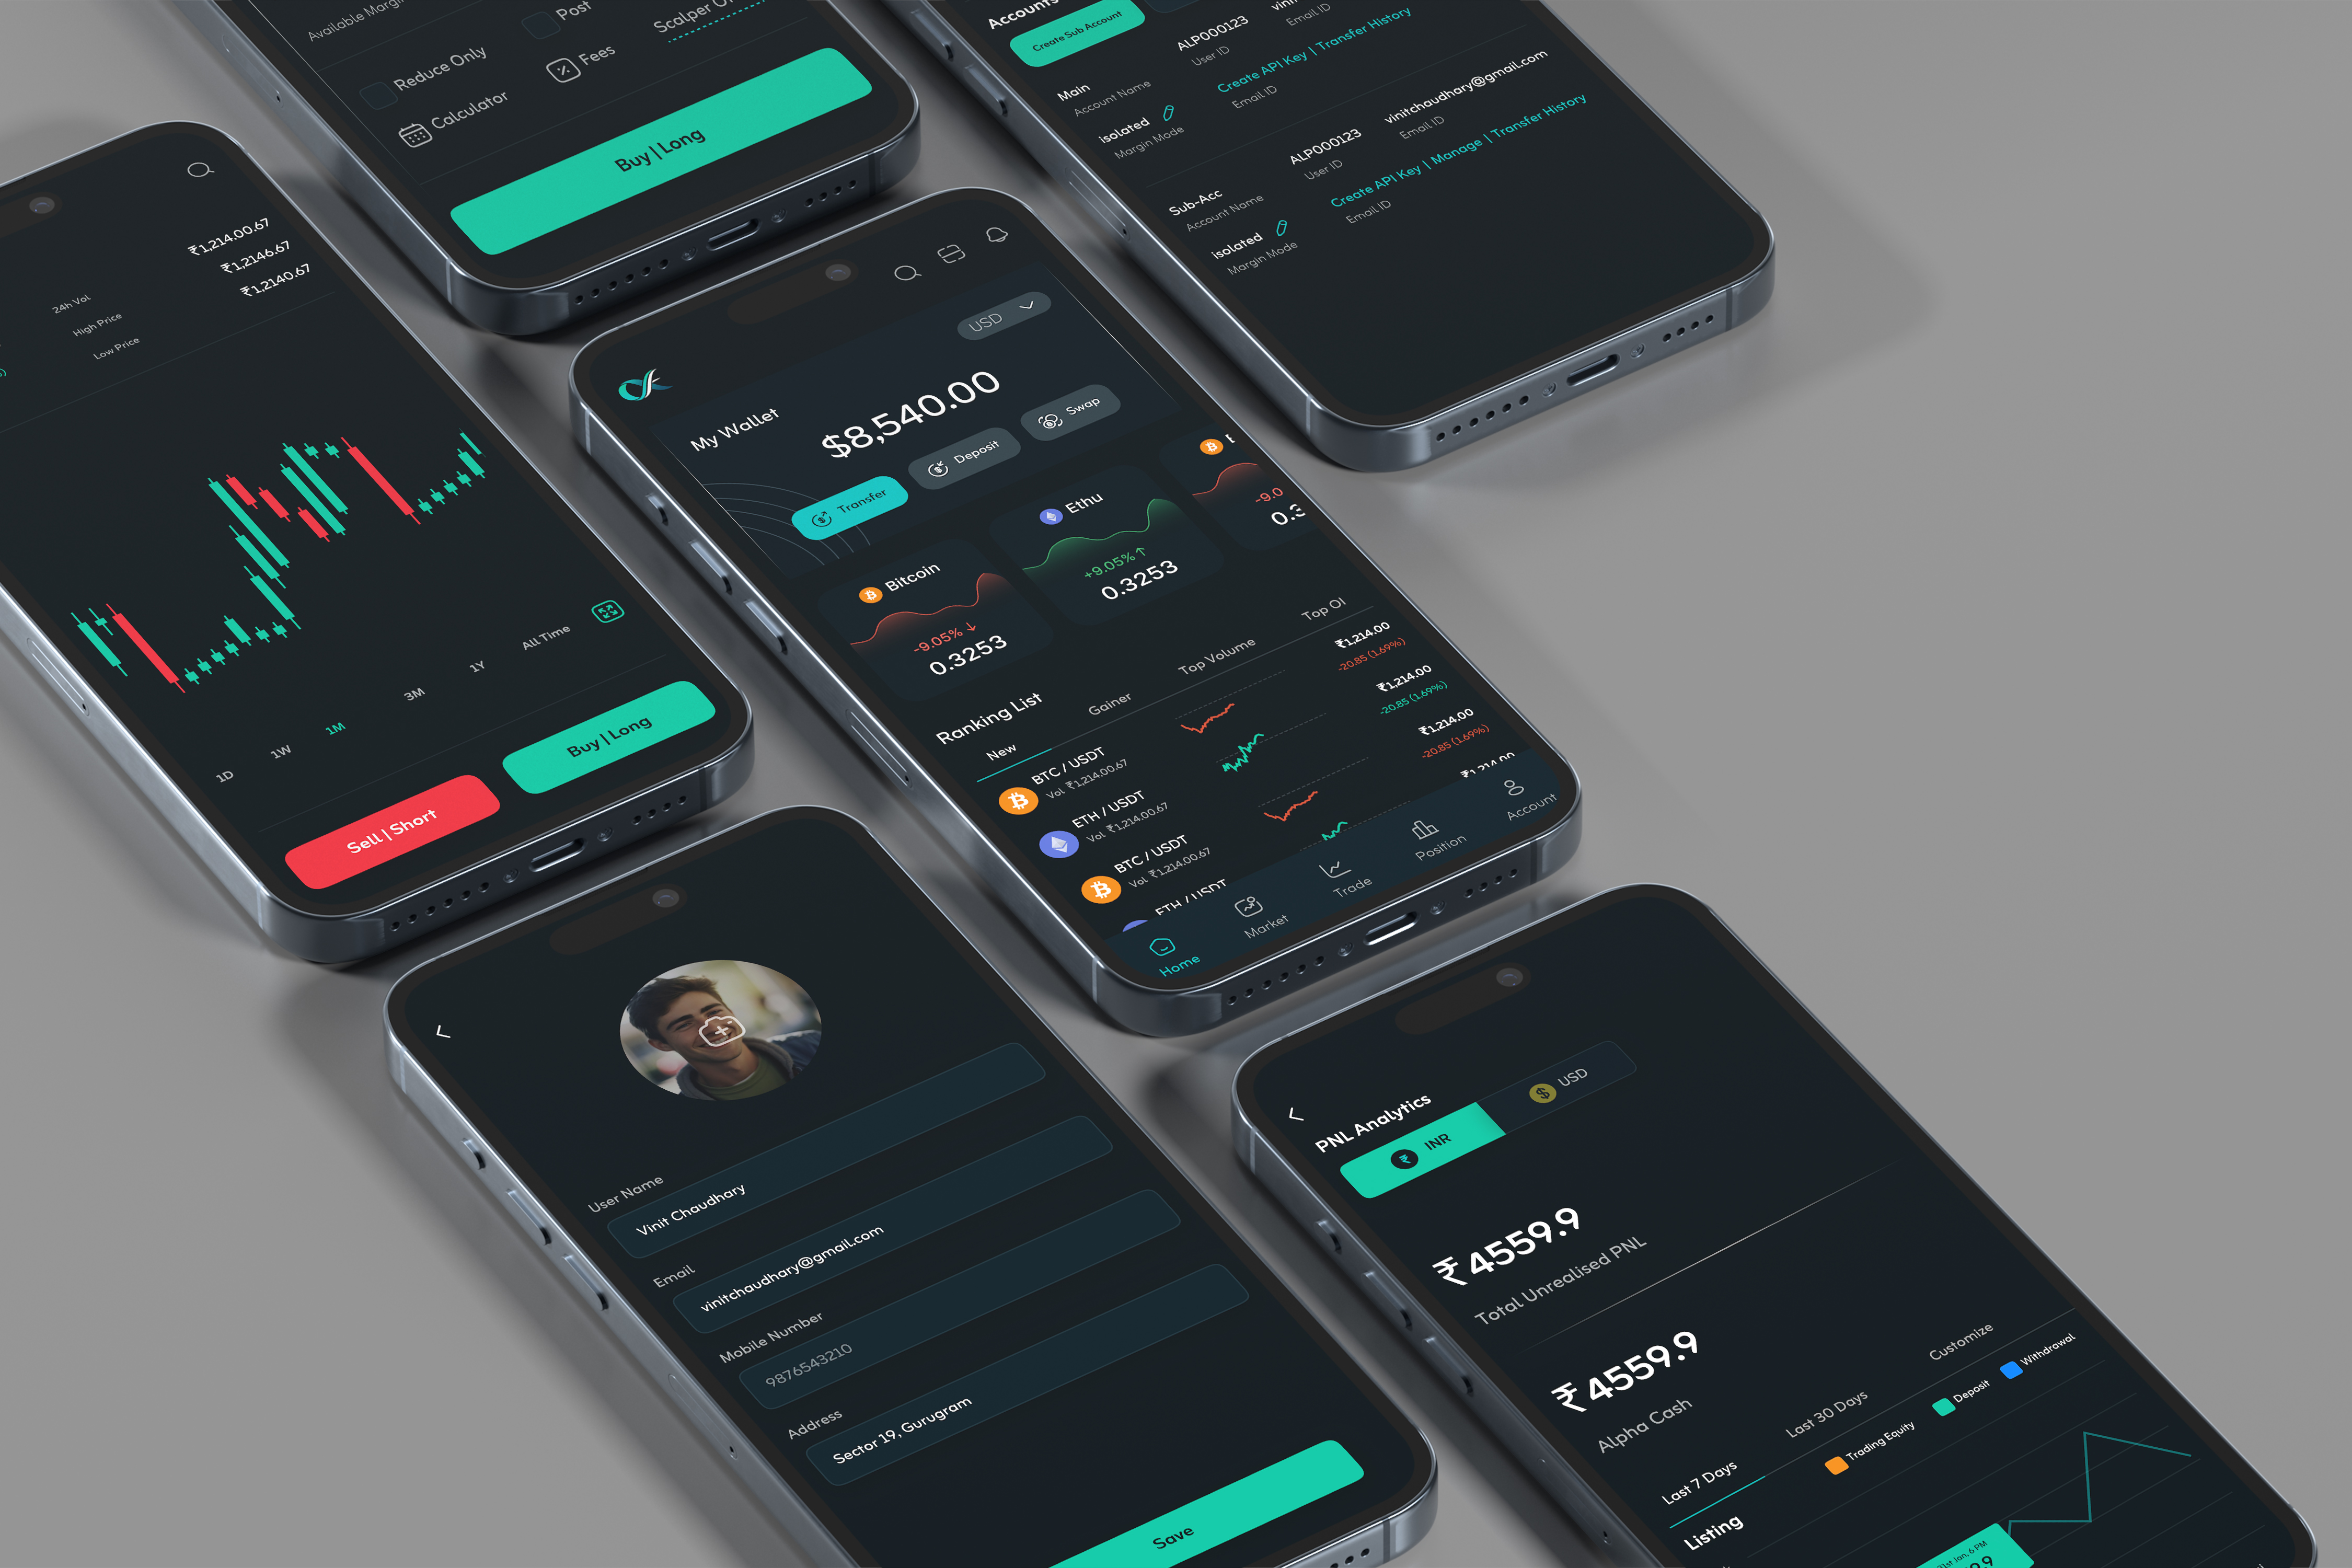 Available Margin
Post
Reduce Only
Scalper
Calculator
Fees
Buy | Long
Accounts
Create Sub Account
Main
Account Name
ALP000123
User ID
Email ID
isolated
Margin Mode
Create API Key | Transfer History
Email ID
Sub-Acc
Account Name
ALP000123
User ID
vinitchaudhary@gmail.com
Email ID
isolated
Margin Mode
Create API Key | Manage | Transfer History
Email ID
24h Vol
₹1,214.00.67
High Price
₹1,2146.67
Low Price
₹1,2140.67
1D
1W
1M
3M
1Y
All Time
Sell | Short
Buy | Long
USD
My Wallet
$8,540.00
Transfer
Deposit
Swap
Bitcoin
-9.05%
0.3253
Ethu
+9.05%
0.3253
-9.0
Ranking List
New
Gainer
Top Volume
Top OI
BTC / USDT
Vol ₹1,214.00.67
₹1,214.00
-20.85 (1.69%)
ETH / USDT
Vol ₹1,214.00.67
₹1,214.00
-20.85 (1.69%)
BTC / USDT
Vol ₹1,214.00.67
₹1,214.00
-20.85 (1.69%)
ETH / USDT
₹1,214.00
Home
Market
Trade
Position
Account
User Name
Vinit Chaudhary
Email
vinitchaudhary@gmail.com
Mobile Number
9876543210
Address
Sector 19, Gurugram
Save
PNL Analytics
₹ INR
$ USD
₹4559.9
Total Unrealised PNL
₹4559.9
Alpha Cash
Last 7 Days
Last 30 Days
Customize
Trading Equity
Deposit
Withdrawal
Listing